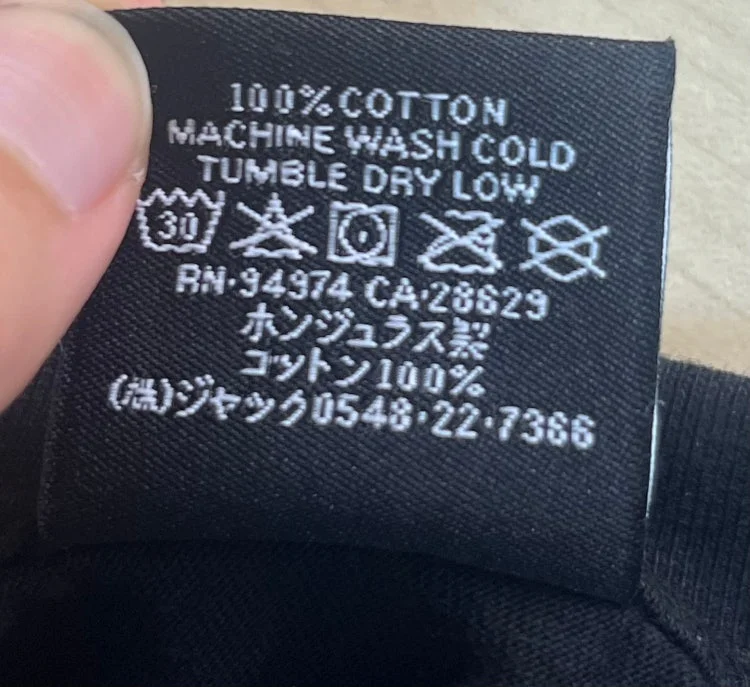 100% COTTON
MACHINE WASH COLD
TUMBLE DRY LOW
30
RN·94974 CA·28629
ホンジュラス製
コットン100%
(株)ジャック0548·22·7366